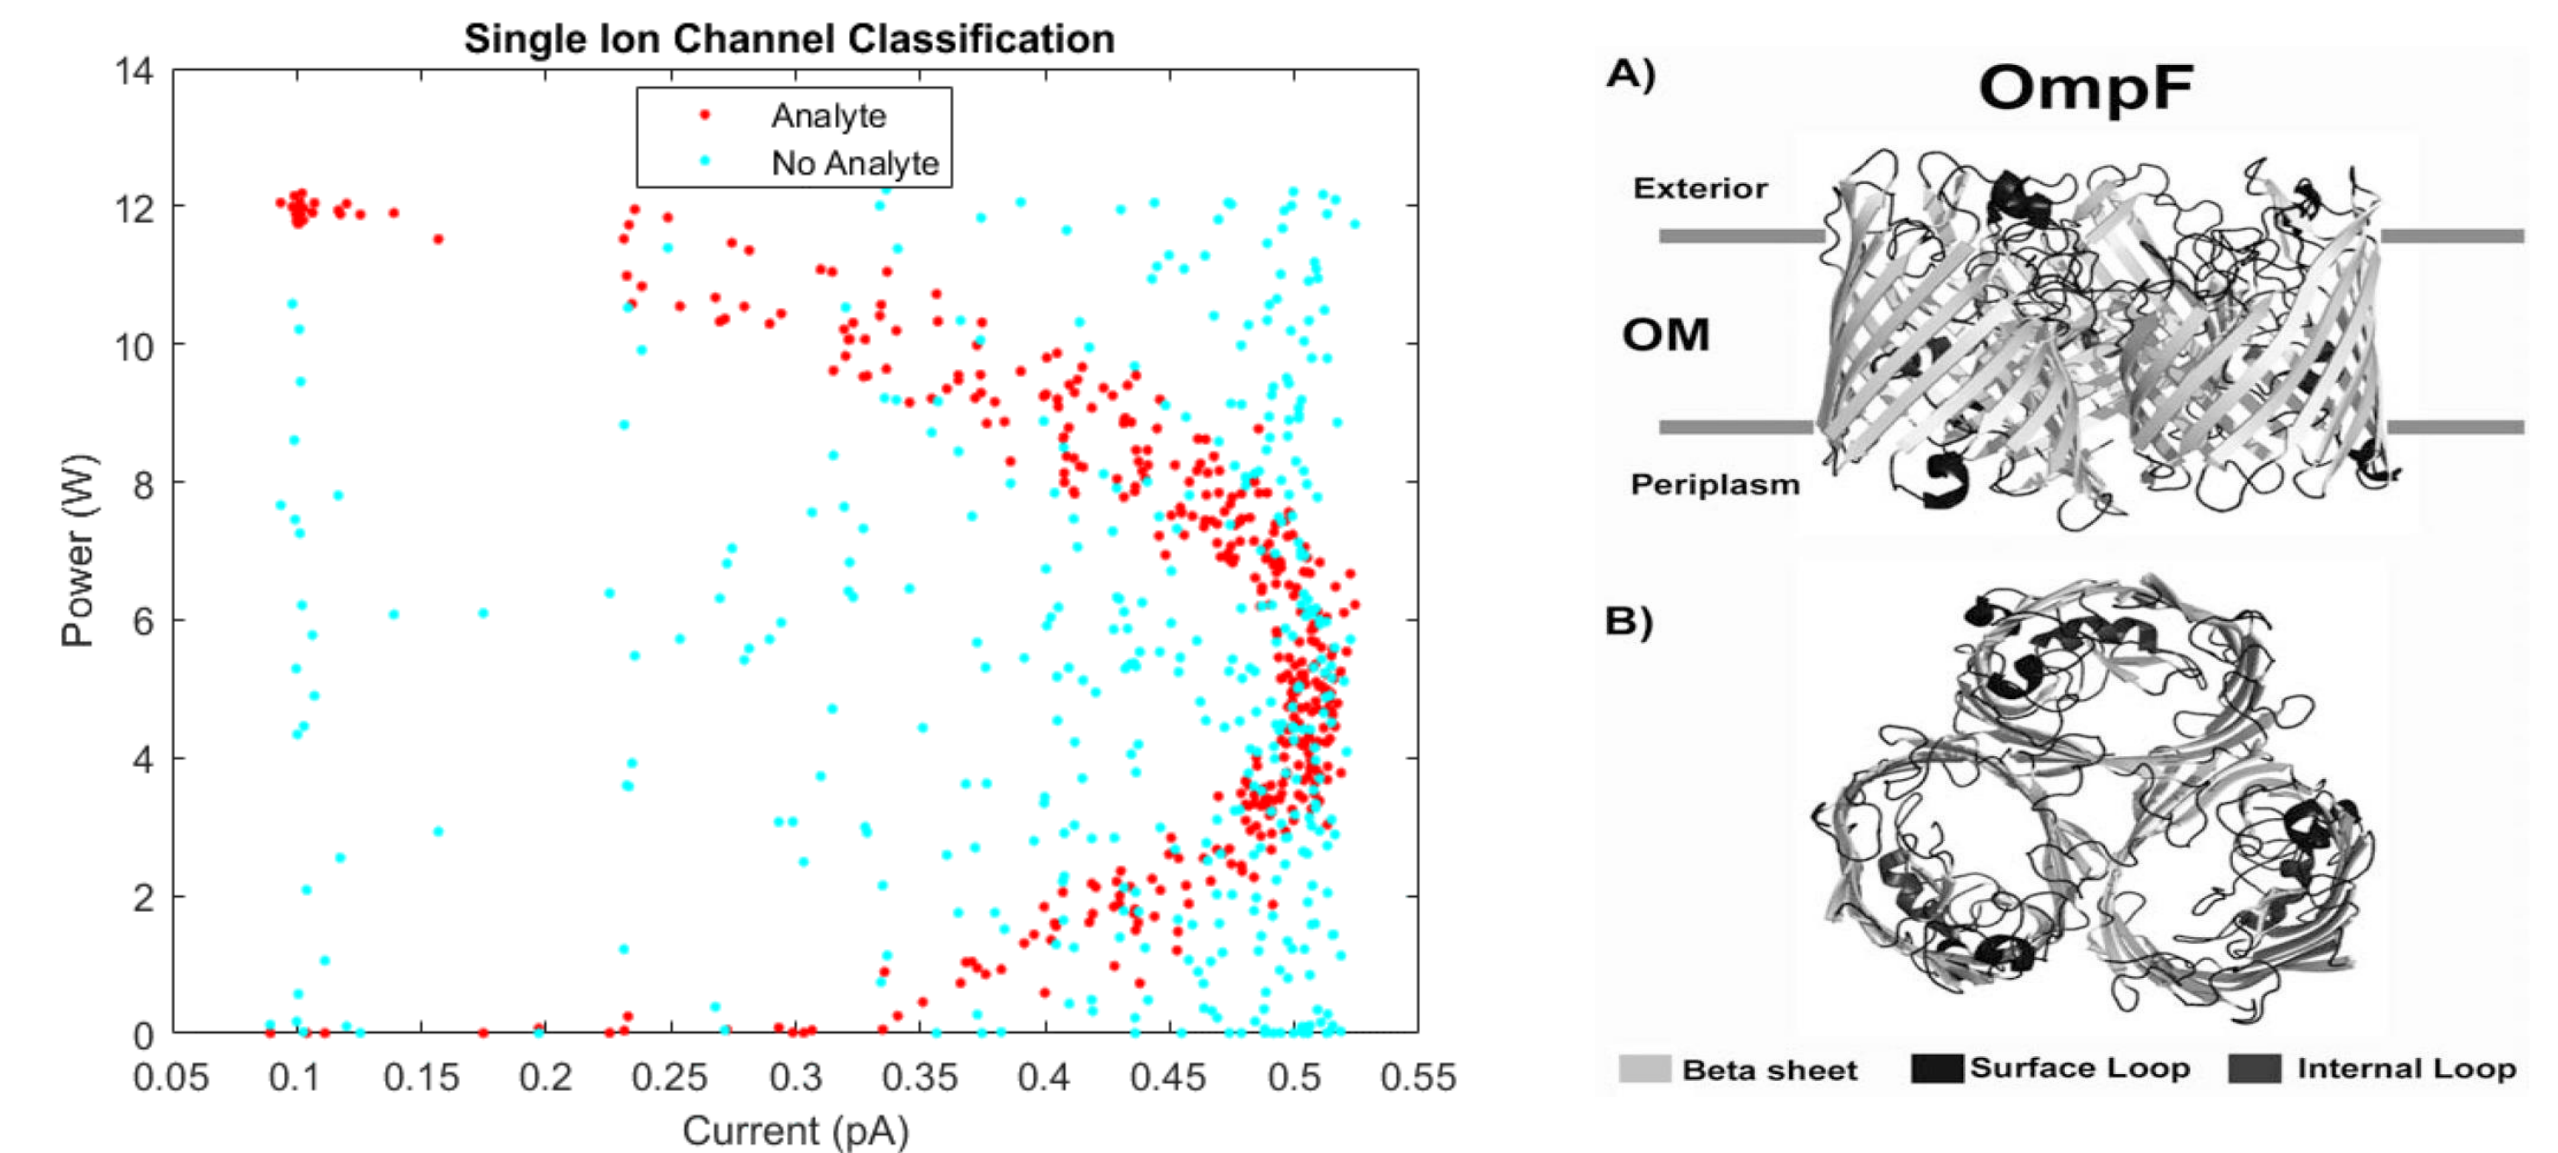 Single Ion Channel Classification
14
12
10
8
6
4
2
0
Power (W)
Analyte
No Analyte
0.05 0.1 0.15 0.2 0.25 0.3 0.35 0.4 0.45 0.5 0.55
Current (pA)
A)
OmpF
Exterior
OM
Periplasm
B)
Beta sheet Surface Loop Internal Loop